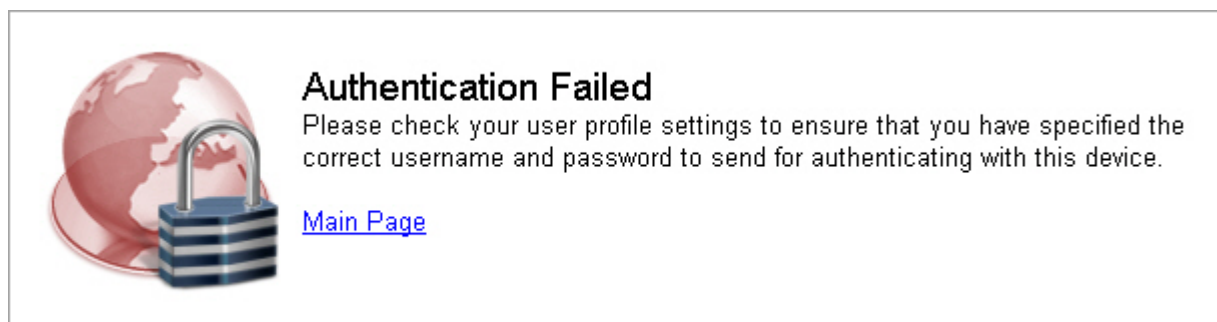 Authentication Failed
Please check your user profile settings to ensure that you have specified the
correct username and password to send for authenticating with this device.
Main Page